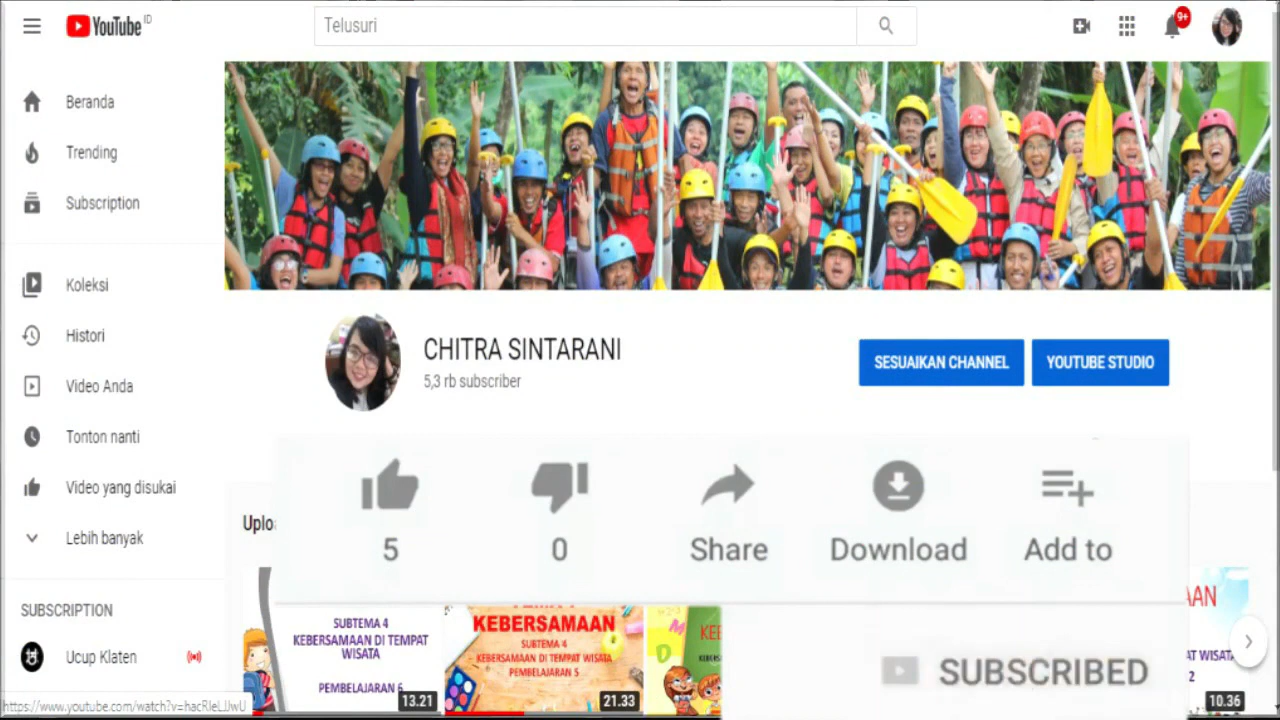 YouTube ID
Telusuri
9+
Beranda
Trending
Subscription
Koleksi
Histori
Video Anda
Tonton nanti
Video yang disukai
Lebih banyak
SUBSCRIPTION
Ucup Klaten
CHITRA SINTARANI
5,3 rb subscriber
SESUAIKAN CHANNEL
YOUTUBE STUDIO
5
0
Share
Download
Add to
SUBTEMA 4
KEBERSAMAAN DI TEMPAT
WISATA
PEMBELAJARAN 6
13.21
KEBERSAMAAN
SUBTEMA 4
KEBERSAMAAN DI TEMPAT WISATA
PEMBELAJARAN 5
21.33
SUBSCRIBED
2
10.36